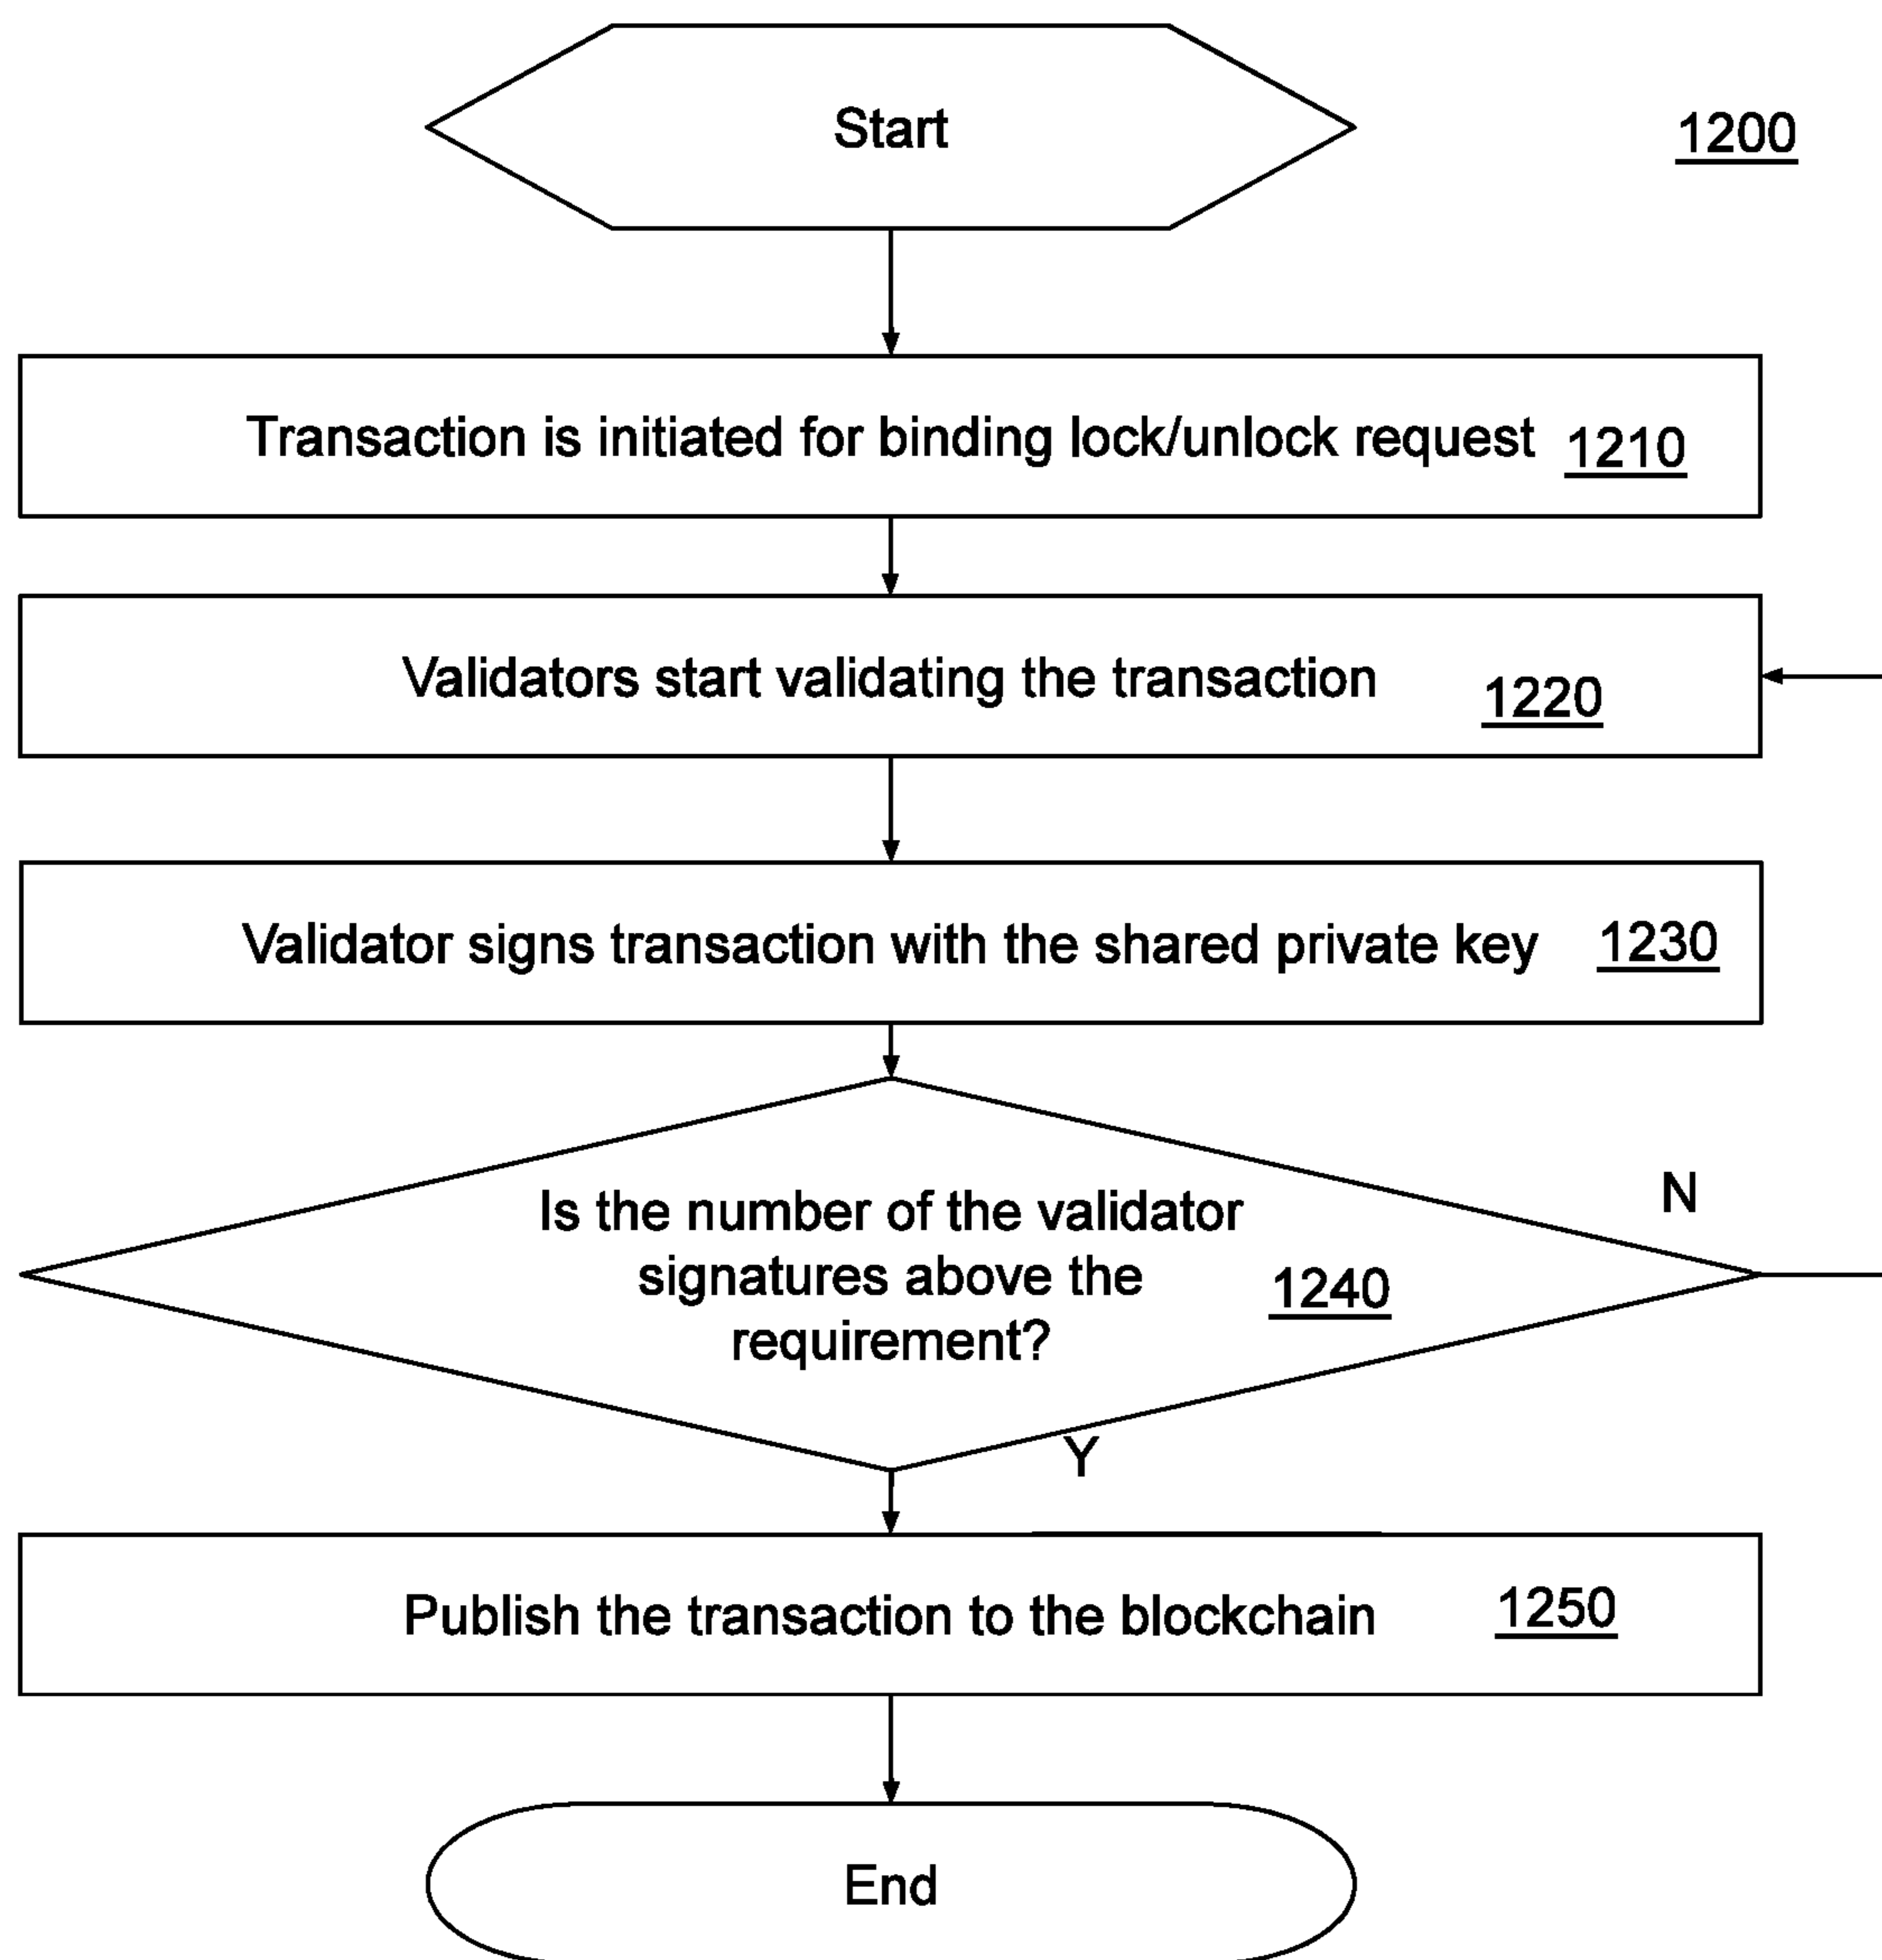 Start
1200
Transaction is initiated for binding lock/unlock request 1210
Validators start validating the transaction 1220
Validator signs transaction with the shared private key 1230
Is the number of the validator
signatures above the 1240
requirement?
N
Y
Publish the transaction to the blockchain 1250
End